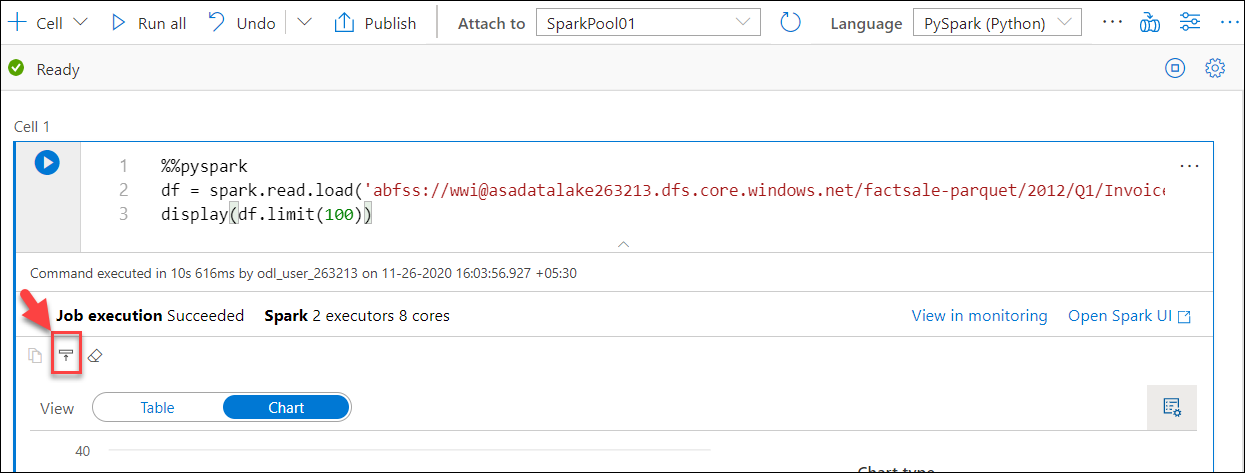 Cell Run all Undo Publish Attach to SparkPool01 Language PySpark (Python)
Ready
Cell 1
1 %%pyspark
2 df = spark.read.load('abfss://wwi@asadatalake263213.dfs.core.windows.net/factsale-parquet/2012/Q1/Invoice
3 display(df.limit(100))
Command executed in 10s 616ms by odl_user_263213 on 11-26-2020 16:03:56.927 +05:30
Job execution Succeeded Spark 2 executors 8 cores View in monitoring Open Spark UI
View Table Chart
40
Chart type